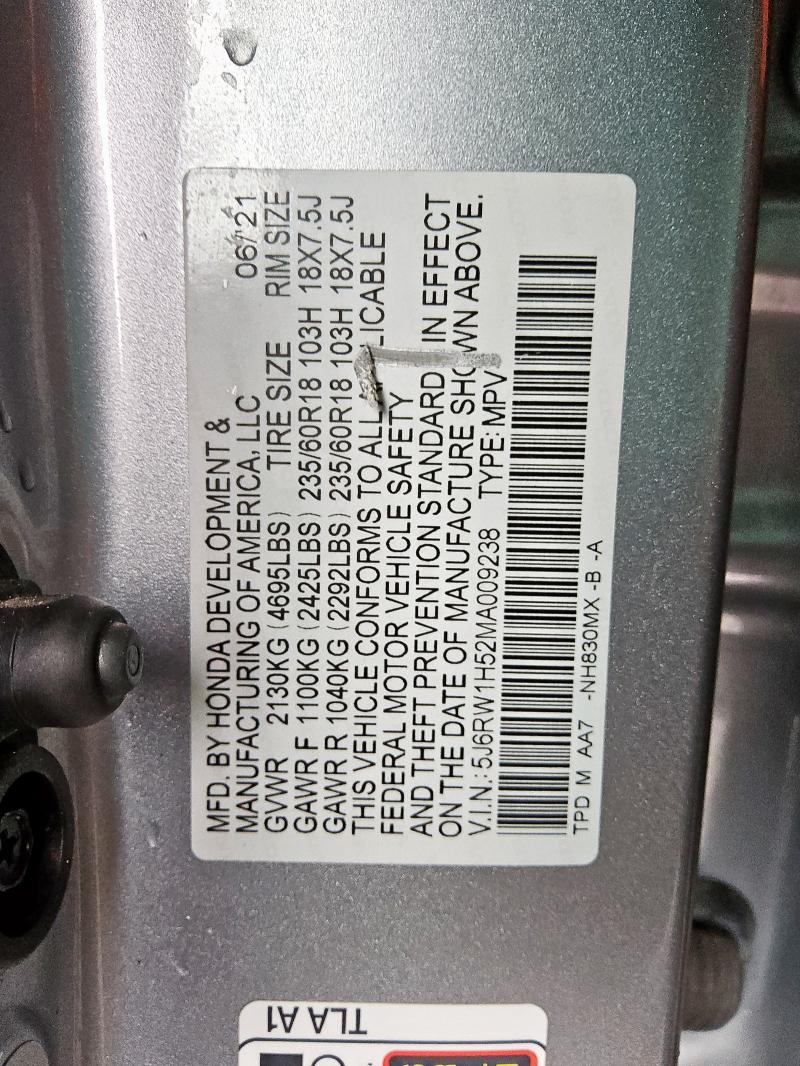 MFD. BY HONDA DEVELOPMENT &
MANUFACTURING OF AMERICA, LLC 06/21
GVWR 2130KG (4695LBS) TIRE SIZE RIM SIZE
GAWR F 1100KG (2425LBS) 235/60R18 103H 18X7.5J
GAWR R 1040KG (2292LBS) 235/60R18 103H 18X7.5J
THIS VEHICLE CONFORMS TO ALL LICABLE
FEDERAL MOTOR VEHICLE SAFETY
AND THEFT PREVENTION STANDARD IN EFFECT
ON THE DATE OF MANUFACTURE SHOWN ABOVE.
V.I.N.: 5J6RW1H52MA009238 TYPE: MPV
TPD M AA7 -NH830MX -B -A
TLA A1